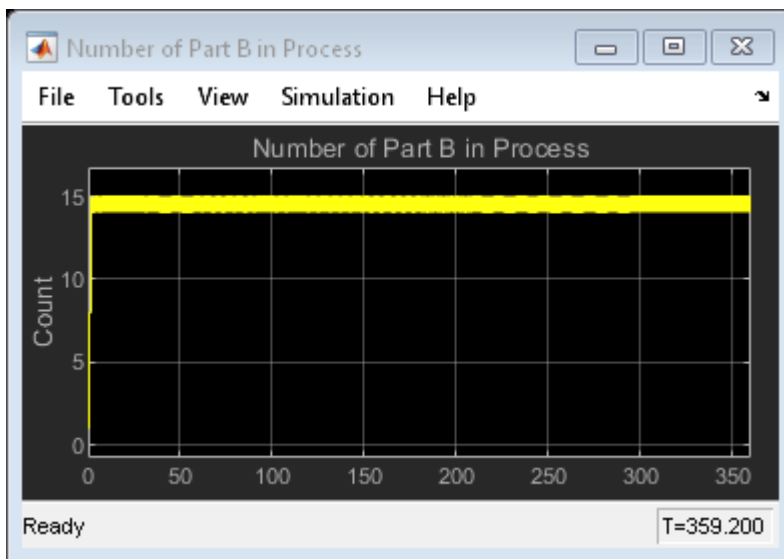 Number of Part B in Process
File Tools View Simulation Help
Number of Part B in Process
15
10
5
0
Count
0 50 100 150 200 250 300 350
Ready T=359.200